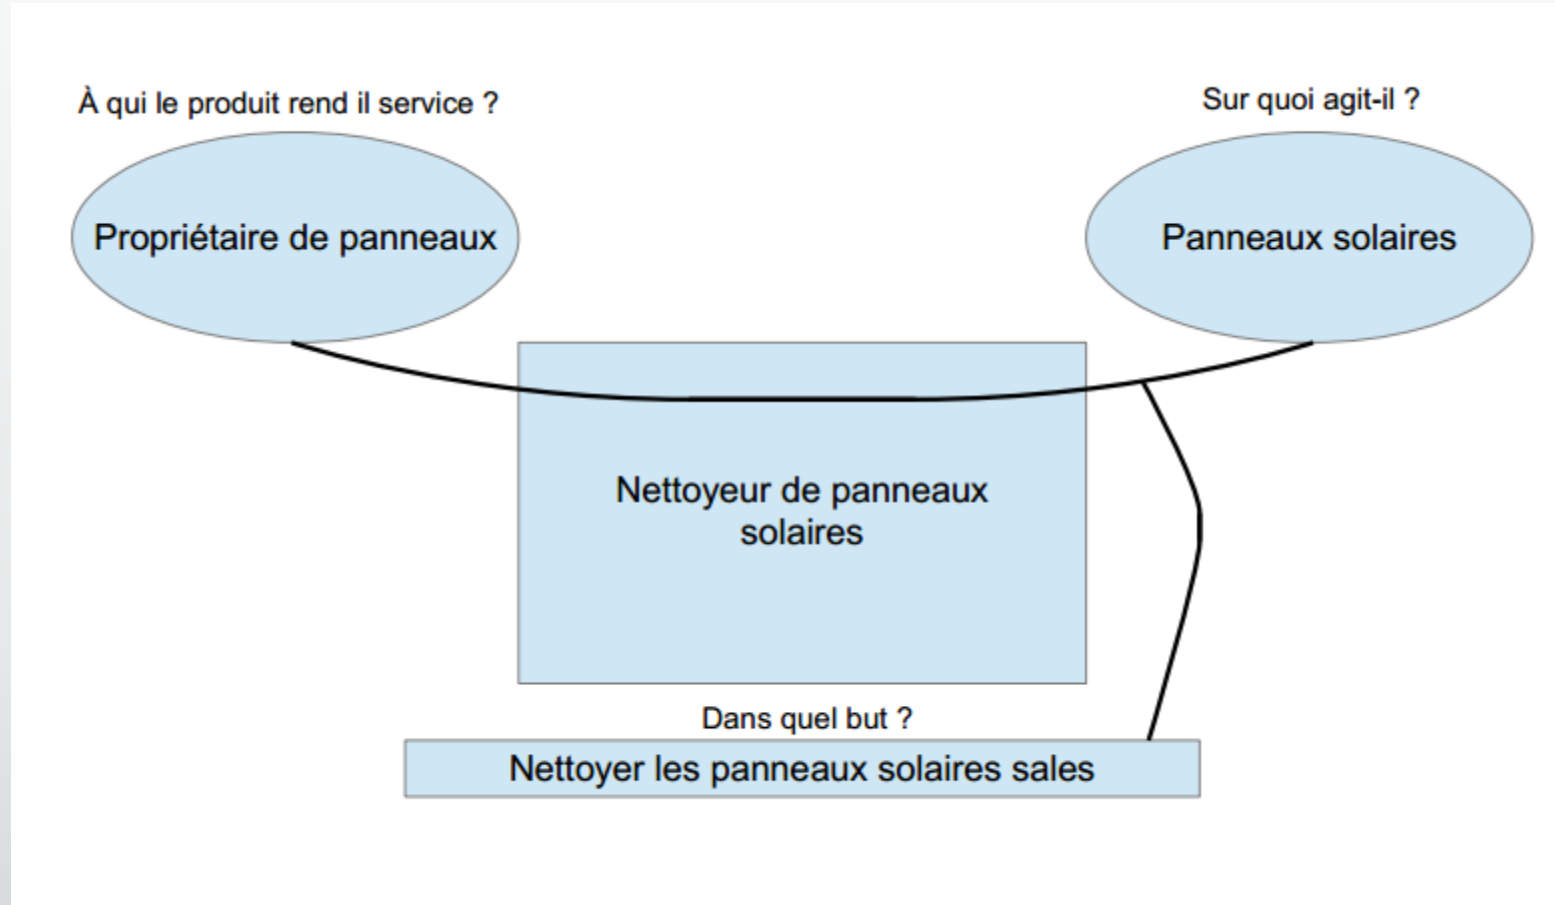 À qui le produit rend il service ?
Sur quoi agit-il ?
Propriétaire de panneaux
Panneaux solaires
Nettoyeur de panneaux
solaires
Dans quel but ?
Nettoyer les panneaux solaires sales